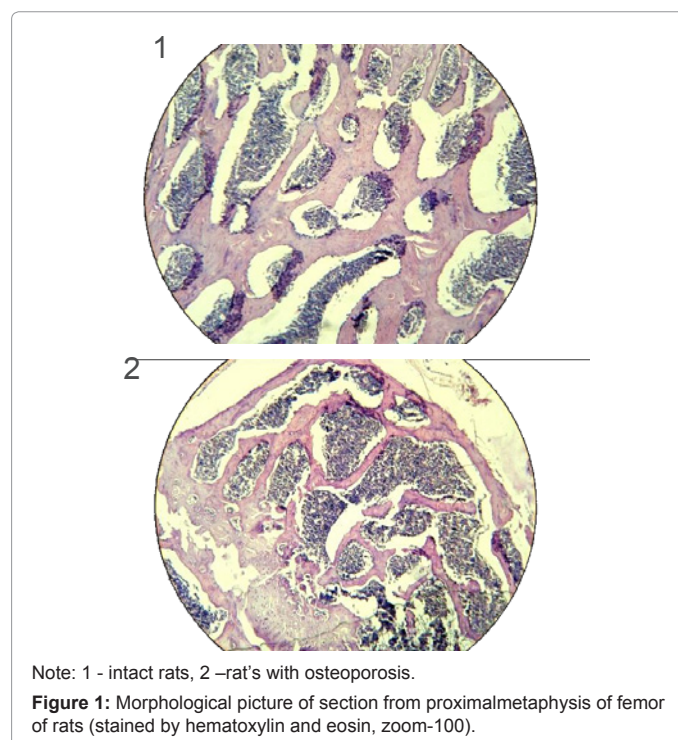 1
2
Note: 1 - intact rats, 2 –rat's with osteoporosis.
Figure 1: Morphological picture of section from proximalmetaphysis of femor
of rats (stained by hematoxylin and eosin, zoom-100).